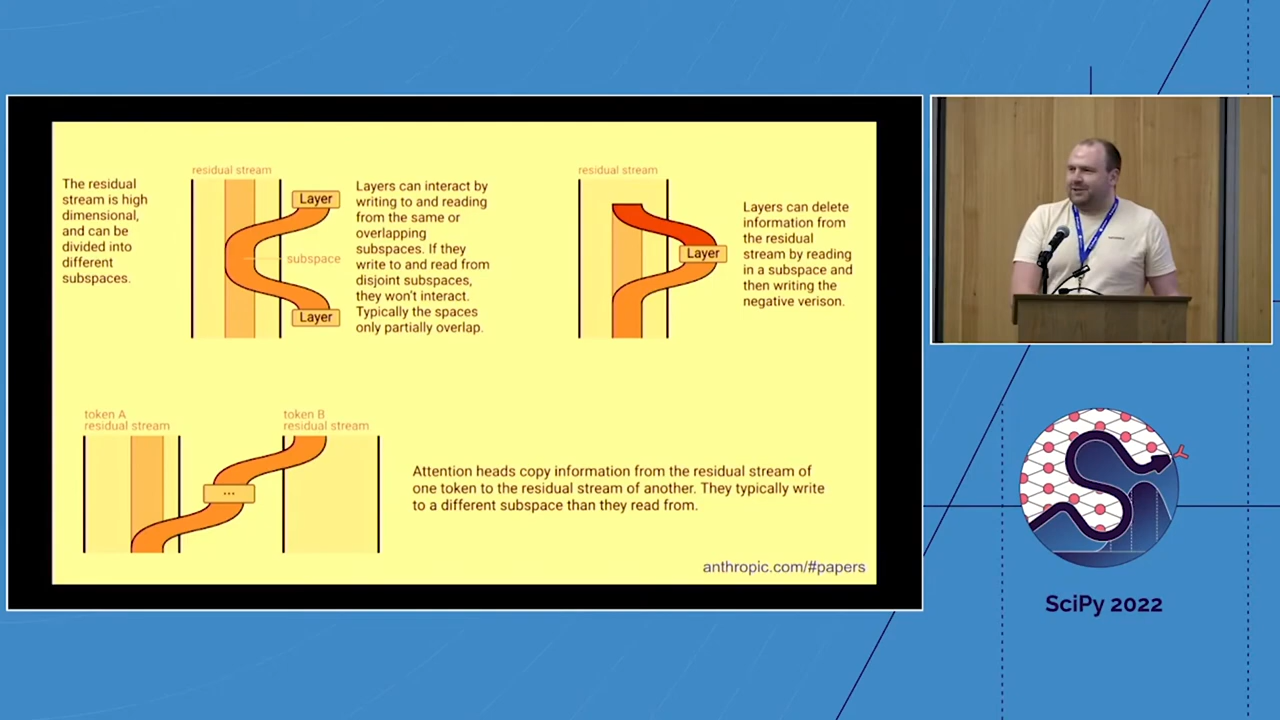 residual stream
The residual
stream is high
dimensional,
and can be
divided into
different
subspaces.
Layer
subspace
Layer
Layers can interact by
writing to and reading
from the same or
overlapping
subspaces. If they
write to and read from
disjoint subspaces,
they won't interact.
Typically the spaces
only partially overlap.
residual stream
Layer
Layers can delete
information from
the residual
stream by reading
in a subspace and
then writing the
negative verison.
token A
residual stream
token B
residual stream
...
Attention heads copy information from the residual stream of
one token to the residual stream of another. They typically write
to a different subspace than they read from.
anthropic.com/#papers
SciPy 2022